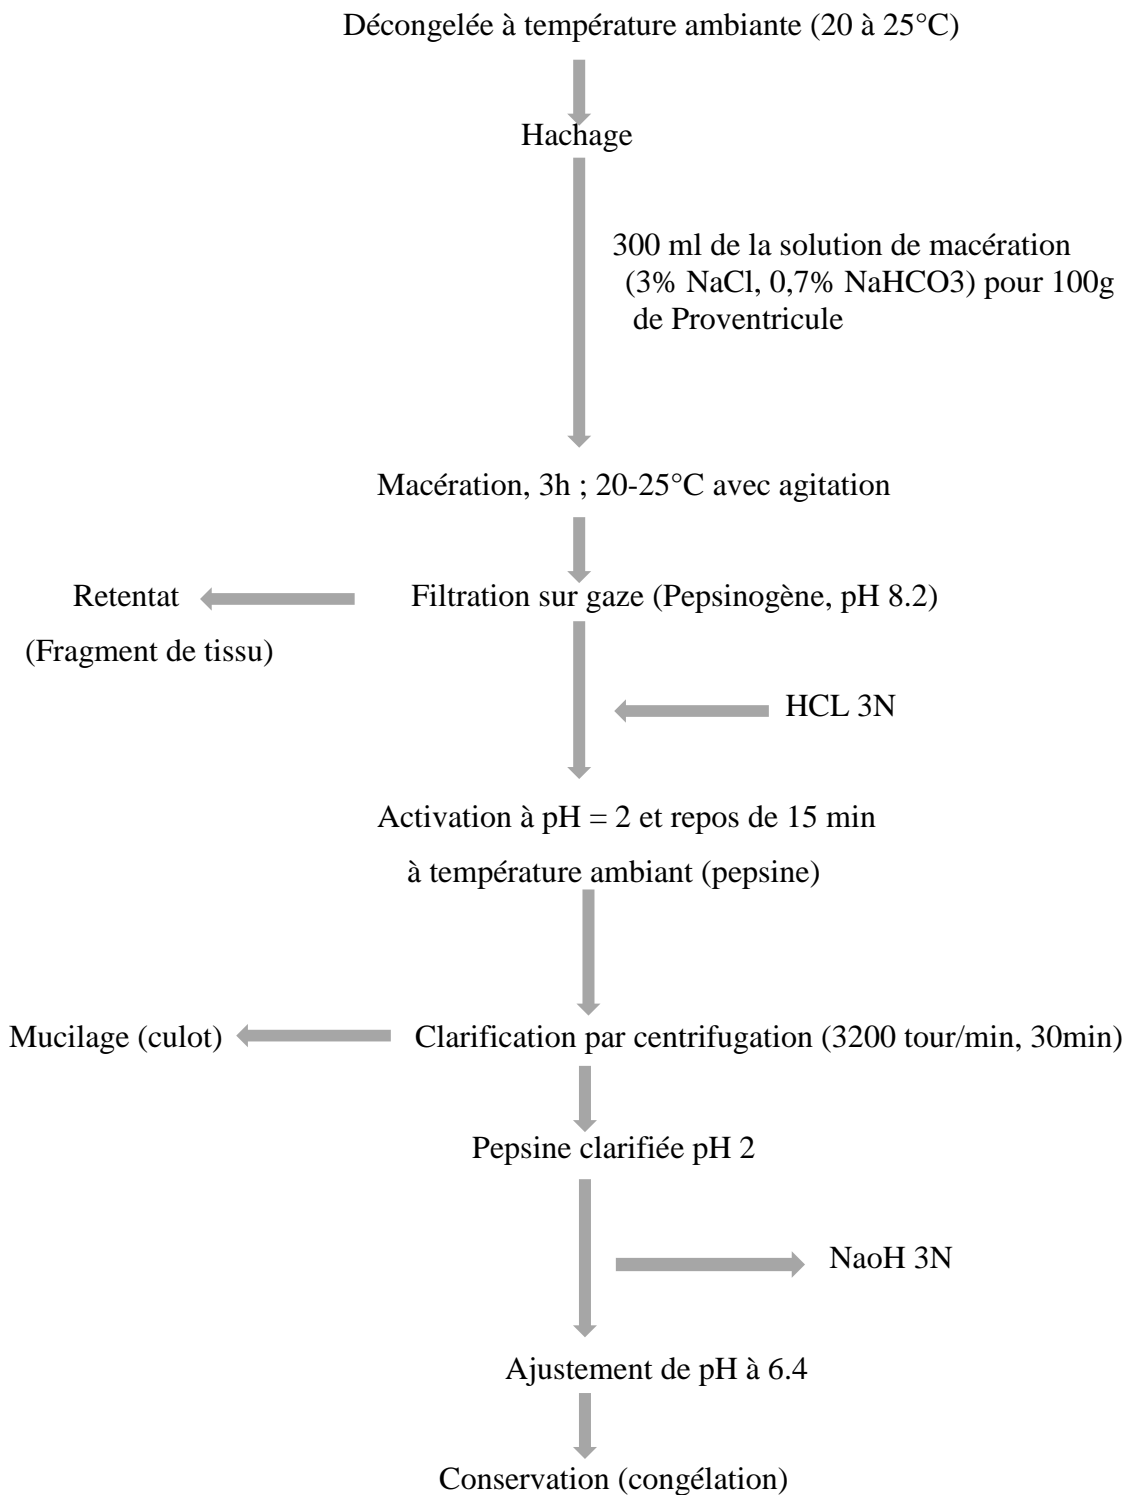 Décongelée à température ambiante (20 à 25°C)
Hachage
300 ml de la solution de macération
(3% NaCl, 0,7% NaHCO3) pour 100g
de Proventricule
Macération, 3h ; 20-25°C avec agitation
Retentat
Filtration sur gaze (Pepsinogène, pH 8.2)
(Fragment de tissu)
HCL 3N
Activation à pH = 2 et repos de 15 min
à température ambiant (pepsine)
Mucilage (culot)
Clarification par centrifugation (3200 tour/min, 30min)
Pepsine clarifiée pH 2
NaoH 3N
Ajustement de pH à 6.4
Conservation (congélation)